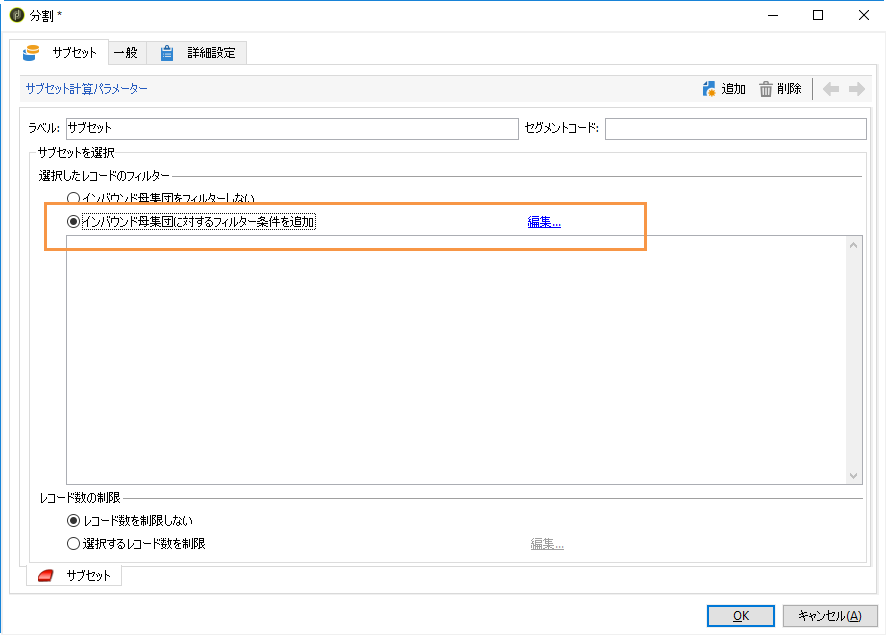 分割 *
サブセット 一般 詳細設定
サブセット計算パラメーター 追加 削除
ラベル: サブセット セグメントコード:
サブセットを選択
選択したレコードのフィルター
インバウンド母集団をフィルターしない
インバウンド母集団に対するフィルター条件を追加 編集...
レコード数の制限
レコード数を制限しない
選択するレコード数を制限 編集...
サブセット
OK キャンセル(A)